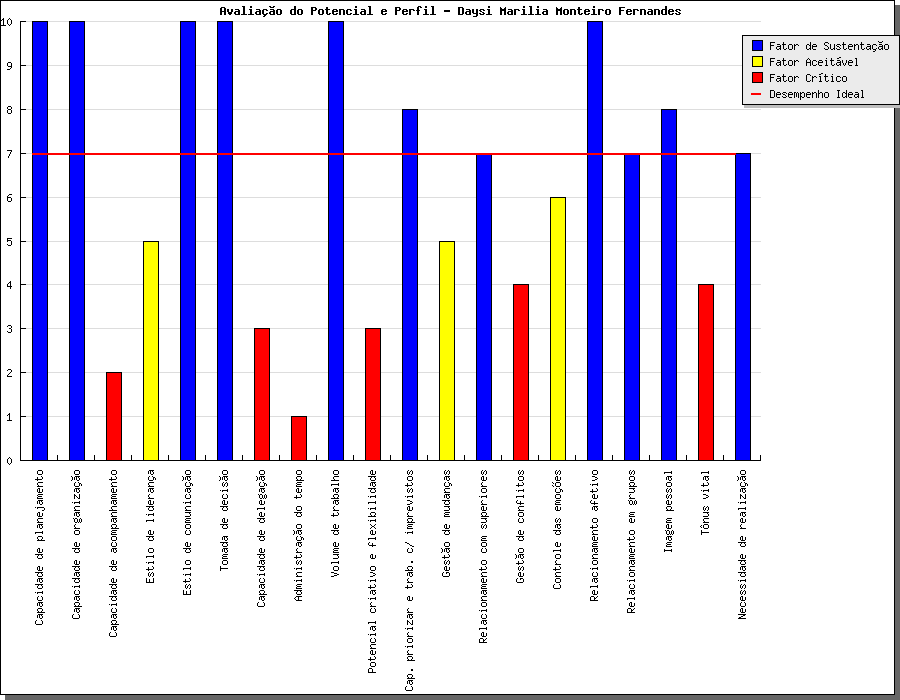 Avaliação do Potencial e Perfil - Daysi Marilia Monteiro Fernandes
Fator de Sustentação
Fator Aceitável
Fator Crítico
Desempenho Ideal
10
9
8
7
6
5
4
3
2
1
0
Capacidade de planejamento
Capacidade de organização
Capacidade de acompanhamento
Estilo de liderança
Estilo de comunicação
Tomada de decisão
Capacidade de delegação
Administração do tempo
Volume de trabalho
Potencial criativo e flexibilidade
Cap. priorizar e trab. c/ imprevistos
Gestão de mudanças
Relacionamento com superiores
Gestão de conflitos
Controle das emoções
Relacionamento afetivo
Relacionamento em grupos
Imagem pessoal
Tônus vital
Necessidade de realização